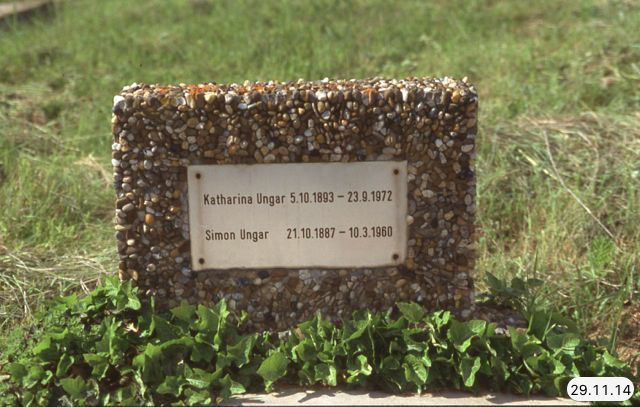 Katharina Ungar 5.10.1893 – 23.9.1972
Simon Ungar 21.10.1887 – 10.3.1960
29.11.14